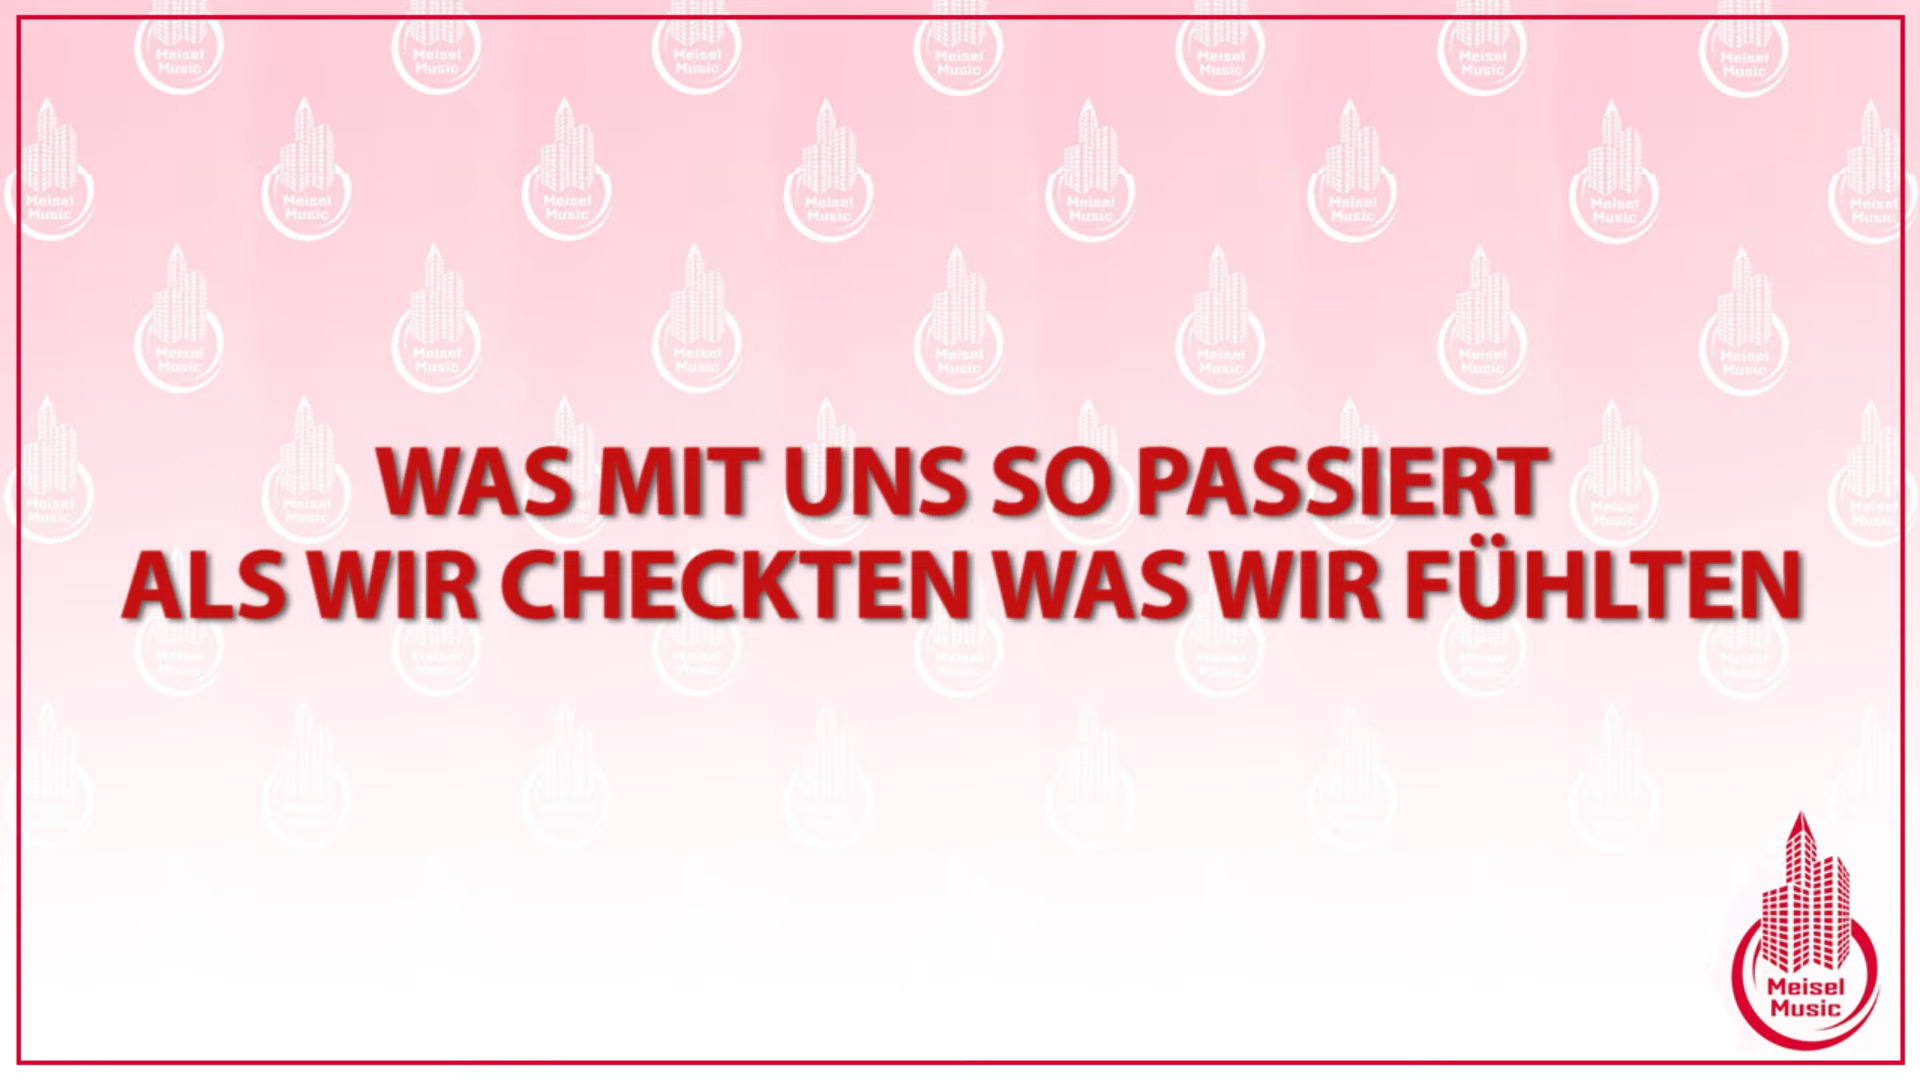 WAS MIT UNS SO PASSIERT
ALS WIR CHECKTEN WAS WIR FÜHLTEN
Meisel
Music